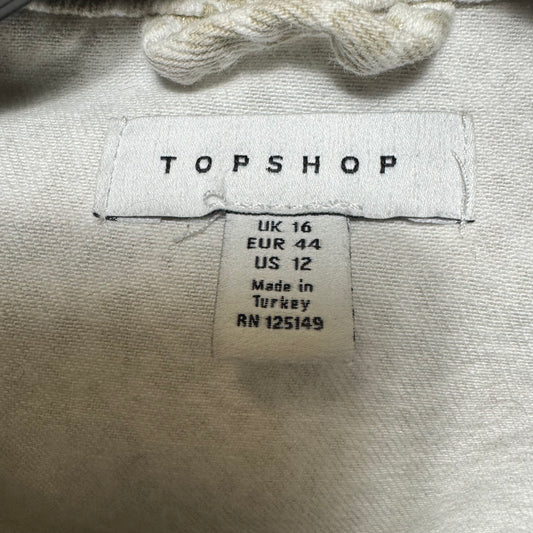 TOPSHOP
UK 16
EUR 44
US 12
Made in
Turkey
RN 125149